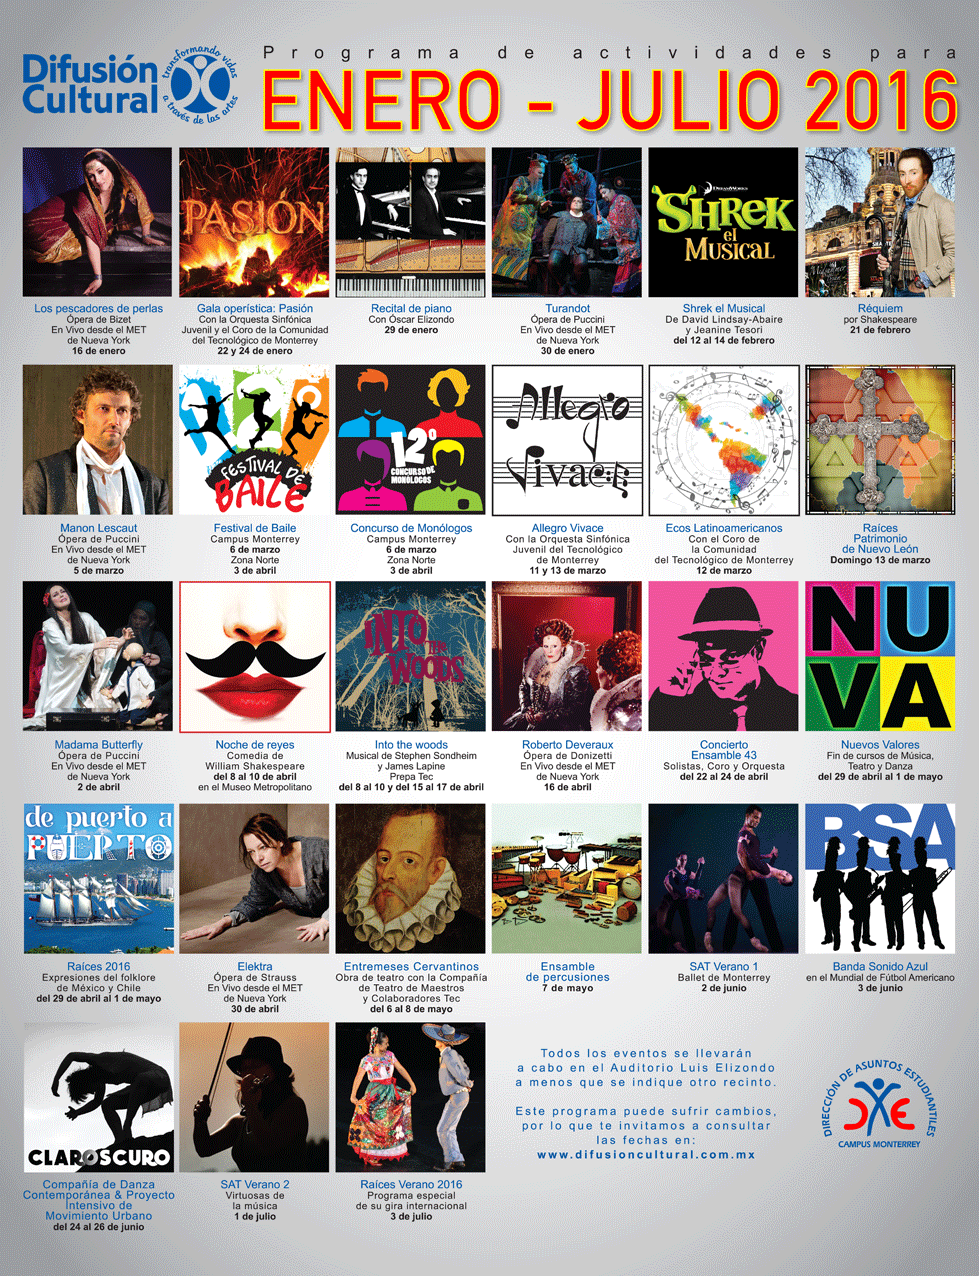 Difusión
Cultural
transformando vidas
a través de las artes
Programa de actividades para
ENERO - JULIO 2016
PASIÓN
DREAMWORKS
SHREK
el
MUSICAL
Los pescadores de perlas
Ópera de Bizet
En Vivo desde el MET
de Nueva York
16 de enero
Gala operística: Pasión
Con la Orquesta Sinfónica
Juvenil y el Coro de la Comunidad
del Tecnológico de Monterrey
22 y 24 de enero
Recital de piano
Con Óscar Elizondo
29 de enero
Turandot
Ópera de Puccini
En Vivo desde el MET
de Nueva York
30 de enero
Shrek el Musical
De David Lindsay-Abaire
y Jeanine Tesori
del 12 al 14 de febrero
Réquiem
por Shakespeare
21 de febrero
FESTIVAL DE
BAILE
12º
CONCURSO DE
MONÓLOGOS
Allegro
Vivace
Manon Lescaut
Ópera de Puccini
En Vivo desde el MET
de Nueva York
5 de marzo
Festival de Baile
Campus Monterrey
6 de marzo
Zona Norte
3 de abril
Concurso de Monólogos
Campus Monterrey
6 de marzo
Zona Norte
3 de abril
Allegro Vivace
Con la Orquesta Sinfónica
Juvenil del Tecnológico
de Monterrey
11 y 13 de marzo
Ecos Latinoamericanos
Con el Coro de
la Comunidad
del Tecnológico de Monterrey
12 de marzo
Raíces
Patrimonio
de Nuevo León
Domingo 13 de marzo
INTO THE
WOODS
NU
VA
Madama Butterfly
Ópera de Puccini
En Vivo desde el MET
de Nueva York
2 de abril
Noche de reyes
Comedia de
William Shakespeare
del 8 al 10 de abril
en el Museo Metropolitano
Into the woods
Musical de Stephen Sondheim
y James Lapine
Prepa Tec
del 8 al 10 y del 15 al 17 de abril
Roberto Deveraux
Ópera de Donizetti
En Vivo desde el MET
de Nueva York
16 de abril
Concierto
Ensamble 43
Solistas, Coro y Orquesta
del 22 al 24 de abril
Nuevos Valores
Fin de cursos de Música,
Teatro y Danza
del 29 de abril al 1 de mayo
de puerto a
PUERTO
BSA
Raíces 2016
Expresiones del folklore
de México y Chile
del 29 de abril al 1 de mayo
Elektra
Ópera de Strauss
En Vivo desde el MET
de Nueva York
30 de abril
Entremeses Cervantinos
Obra de teatro con la Compañía
de Teatro de Maestros
y Colaboradores Tec
del 6 al 8 de mayo
Ensamble
de percusiones
7 de mayo
SAT Verano 1
Ballet de Monterrey
2 de junio
Banda Sonido Azul
en el Mundial de Fútbol Americano
3 de junio
CLAROSCURO
Compañía de Danza
Contemporánea & Proyecto
Intensivo de
Movimiento Urbano
del 24 al 26 de junio
SAT Verano 2
Virtuosas de
la música
1 de julio
Raíces Verano 2016
Programa especial
de su gira internacional
3 de julio
Todos los eventos se llevarán
a cabo en el Auditorio Luis Elizondo
a menos que se indique otro recinto.
Este programa puede sufrir cambios,
por lo que te invitamos a consultar
las fechas en:
www.difusioncultural.com.mx
DIRECCIÓN DE ASUNTOS ESTUDIANTILES
DAE
CAMPUS MONTERREY